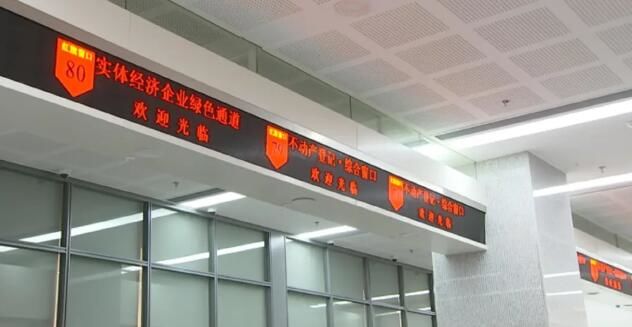 红旗窗口
80
实体经济企业绿色通道
欢迎光临
79
不动产登记·综合窗口
欢迎光临
不动产登记·综合窗口
欢迎光临